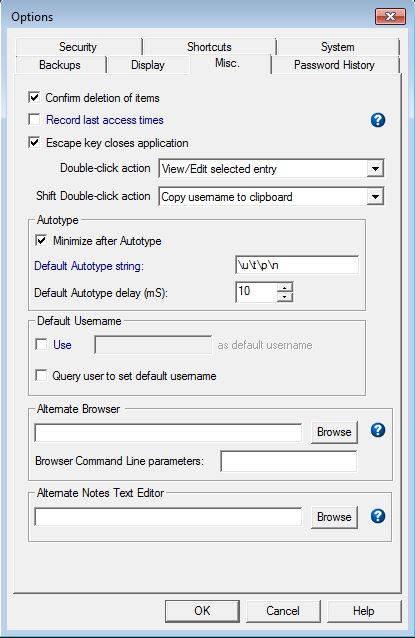 Options
Security Shortcuts System
Backups Display Misc. Password History
Confirm deletion of items
Record last access times
Escape key closes application
Double-click action View/Edit selected entry
Shift Double-click action Copy username to clipboard
Autotype
Minimize after Autotype
Default Autotype string: \u\t\p\n
Default Autotype delay (mS): 10
Default Username
Use as default username
Query user to set default username
Alternate Browser
Browse
Browser Command Line parameters:
Alternate Notes Text Editor
Browse
OK Cancel Help